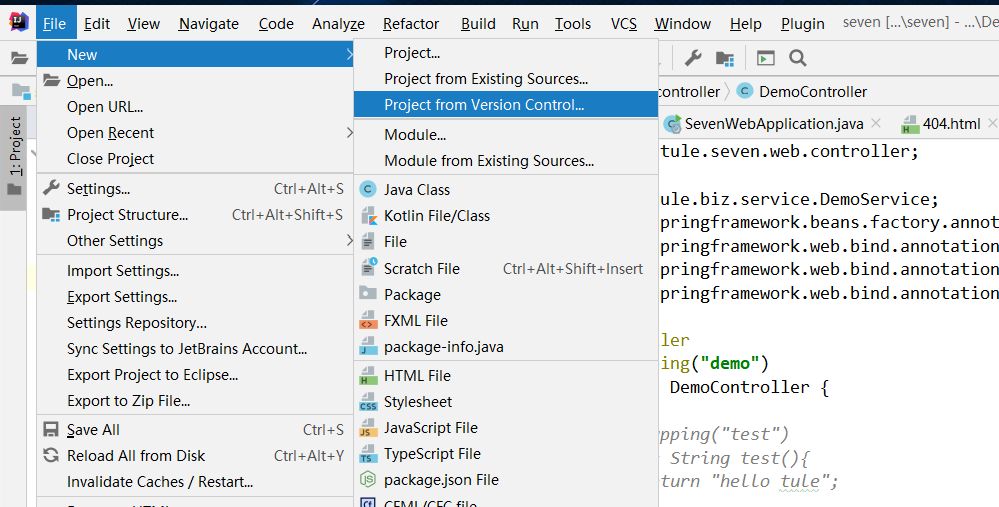 File Edit View Navigate Code Analyze Refactor Build Run Tools VCS Window Help Plugin seven [...\seven] - ...\De
New
Open...
Open URL...
Open Recent
Close Project
Settings... Ctrl+Alt+S
Project Structure... Ctrl+Alt+Shift+S
Other Settings
Import Settings...
Export Settings...
Settings Repository...
Sync Settings to JetBrains Account...
Export Project to Eclipse...
Export to Zip File...
Save All Ctrl+S
Reload All from Disk Ctrl+Alt+Y
Invalidate Caches / Restart...
Project...
Project from Existing Sources...
Project from Version Control...
Module...
Module from Existing Sources...
Java Class
Kotlin File/Class
File
Scratch File Ctrl+Alt+Shift+Insert
Package
FXML File
package-info.java
HTML File
Stylesheet
JavaScript File
TypeScript File
package.json File
CFML/CFC file
1: Project
controller DemoController
SevenWebApplication.java 404.html
tule.seven.web.controller;
ule.biz.service.DemoService;
pringframework.beans.factory.annot
pringframework.web.bind.annotation
pringframework.web.bind.annotation
pringframework.web.bind.annotation
ler
ing("demo")
DemoController {
pping("test")
String test(){
turn "hello tule";